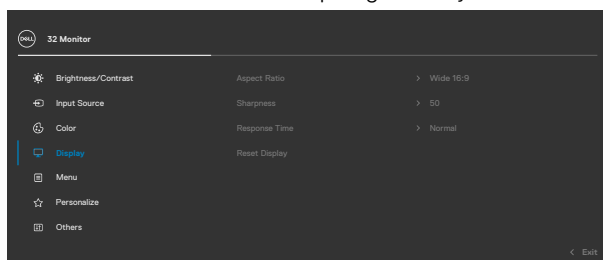 DELL
32 Monitor
Brightness/Contrast Aspect Ratio > Wide 16:9
Input Source Sharpness > 50
Color Response Time > Normal
Display Reset Display
Menu
Personalize
Others
< Exit